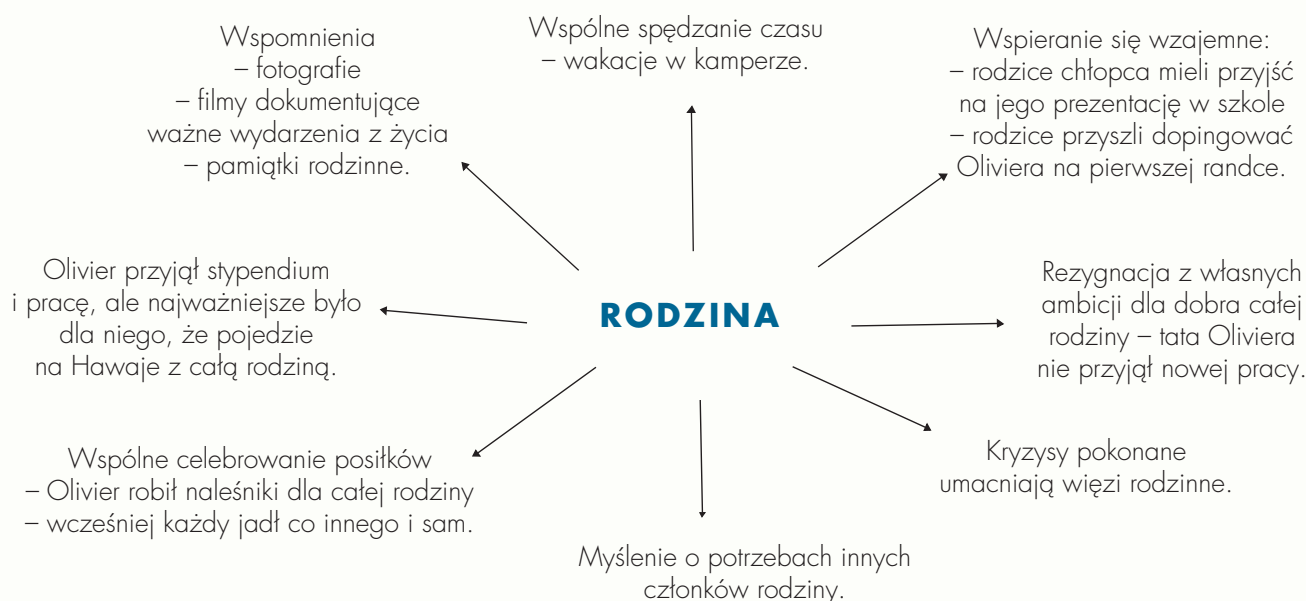 Wspomnienia
– fotografie
– filmy dokumentujące
ważne wydarzenia z życia
– pamiątki rodzinne.
Wspólne spędzanie czasu
– wakacje w kamperze.
Wspieranie się wzajemne:
– rodzice chłopca mieli przyjść
na jego prezentację w szkole
– rodzice przyszli dopingować
Oliviera na pierwszej randce.
Olivier przyjął stypendium
i pracę, ale najważniejsze było
dla niego, że pojedzie
na Hawaje z całą rodziną.
RODZINA
Rezygnacja z własnych
ambicji dla dobra całej
rodziny – tata Oliviera
nie przyjął nowej pracy.
Wspólne celebrowanie posiłków
– Olivier robił naleśniki dla całej rodziny
– wcześniej każdy jadł co innego i sam.
Kryzysy pokonane
umacniają więzi rodzinne.
Myślenie o potrzebach innych
członków rodziny.